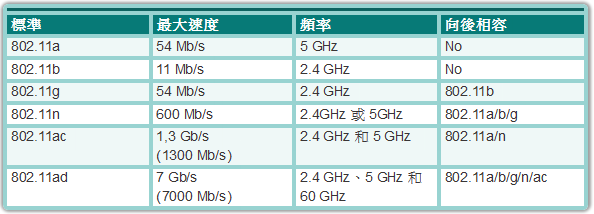 標準 最大速度 頻率 向後相容
802.11a 54 Mb/s 5 GHz No
802.11b 11 Mb/s 2.4 GHz No
802.11g 54 Mb/s 2.4 GHz 802.11b
802.11n 600 Mb/s 2.4GHz 或 5GHz 802.11a/b/g
802.11ac 1,3 Gb/s 2.4 GHz 和 5 GHz 802.11a/n
(1300 Mb/s)
802.11ad 7 Gb/s 2.4 GHz、5 GHz 和 802.11a/b/g/n/ac
(7000 Mb/s) 60 GHz